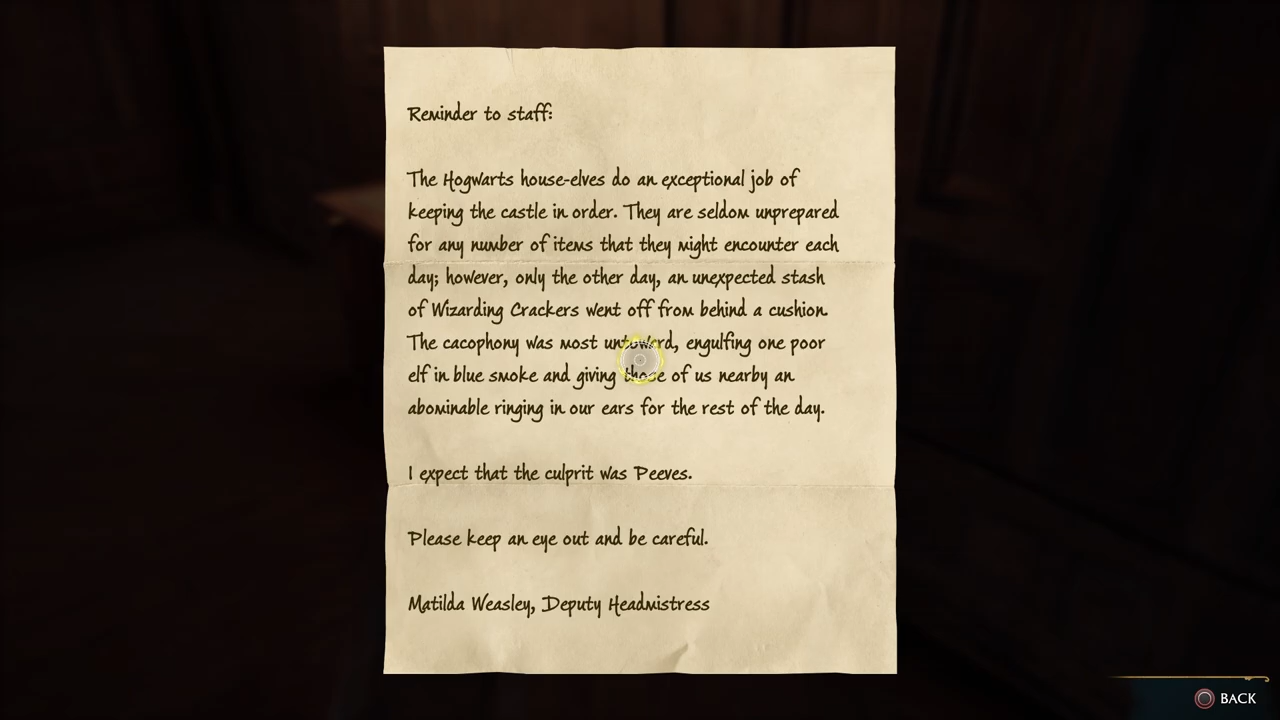 Reminder to staff:
The Hogwarts house-elves do an exceptional job of
keeping the castle in order. They are seldom unprepared
for any number of items that they might encounter each
day; however, only the other day, an unexpected stash
of Wizarding Crackers went off from behind a cushion.
The cacophony was most untoward, engulfing one poor
elf in blue smoke and giving those of us nearby an
abominable ringing in our ears for the rest of the day.
I expect that the culprit was Peeves.
Please keep an eye out and be careful.
Matilda Weasley, Deputy Headmistress
BACK